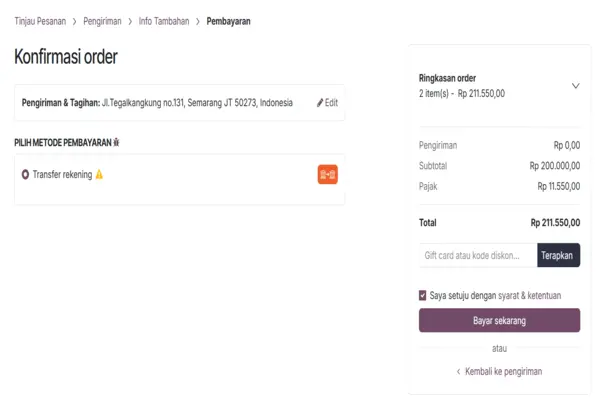 Tinjau Pesanan > Pengiriman > Info Tambahan > Pembayaran
Konfirmasi order
Pengiriman & Tagihan: Jl.Tegalkangkung no.131, Semarang JT 50273, Indonesia
Edit
PILIH METODE PEMBAYARAN
Transfer rekening
Ringkasan order
2 item(s) - Rp 211.550,00
Pengiriman Rp 0,00
Subtotal Rp 200.000,00
Pajak Rp 11.550,00
Total Rp 211.550,00
Gift card atau kode diskon... Terapkan
Saya setuju dengan syarat & ketentuan
Bayar sekarang
atau
< Kembali ke pengiriman